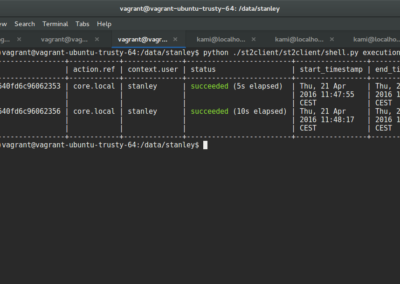 vagrant@vagrant-ubuntu-trusty-64: /data/stanley
ew Search Terminal Tabs Help
vagrant@vag... × vagrant@vagr... × kami@localho... × kami@localho... × kami@l
vagrant@vagrant-ubuntu-trusty-64:/data/stanley$ python ./st2client/st2client/shell.py execution
| action.ref | context.user | status | start_timestamp | end_ti
640fd6c96062353 | core.local | stanley | succeeded (5s elapsed) | Thu, 21 Apr | Thu, 2
| | | | 2016 11:47:55 | 2016 1
| | | | CEST | CEST
640fd6c96062356 | core.local | stanley | succeeded (10s elapsed) | Thu, 21 Apr | Thu, 2
| | | | 2016 11:48:17 | 2016 1
| | | | CEST | CEST
vagrant@vagrant-ubuntu-trusty-64:/data/stanley$